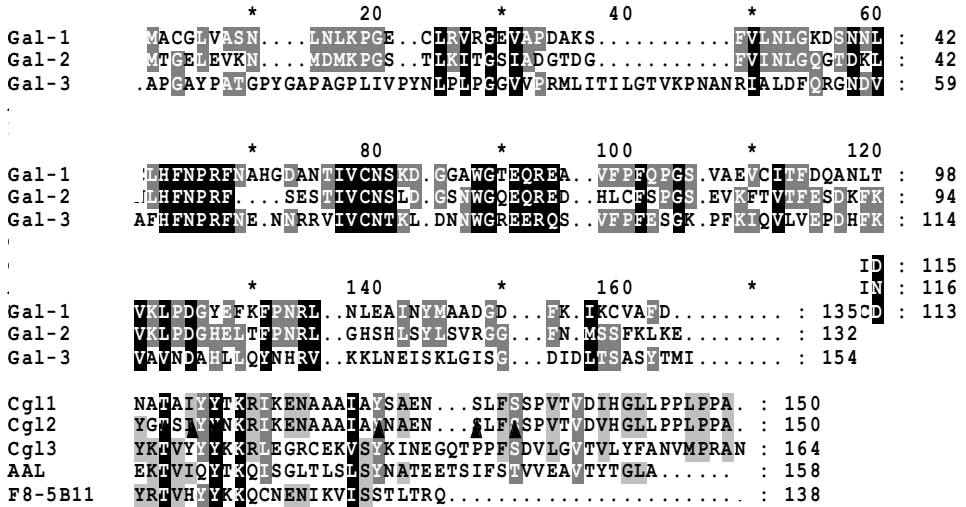 * 20 * 40 * 60
Gal-1 MACGLVASN....LNLKPGE..CLRVRGEVAPDAKS...........FVLNLGKDSNNL : 42
Gal-2 MTGELEVKN....MDMKPGS..TLKITGSIADGTDG...........FVINLGQGTDKL : 42
Gal-3 .APGAYPATGPYGAPAGPLIVPYNLPLPGGVVPRMLITILGTVKPNANRIALDFQRGNDV : 59
* 80 * 100 * 120
Gal-1 CLHFNPRFNAHGDANTIVCNSKD.GGAWGTEQREA..VFPFQPGS.VAEVCITFDQANLT : 98
Gal-2 NLHFNPRF....SESTIVCNSLD.GSNWGQEQRED..HLCFSPGS.EVKFTVTFESDKFK : 94
Gal-3 AFHFNPRFNE.NNRRVIVCNTKL.DNNWGREERQS..VFPFESGK.PFKIQVLVEPDHFK : 114
ID : 115
* 140 * 160 * IN : 116
Gal-1 VKLPDGYEFKFPNRL..NLEAINYMAADGD...FK.IKCVAFD......... : 135 CD : 113
Gal-2 VKLPDGHELTFPNRL..GHSHLSYLSVRGG...FN.MSSFKLKE........ : 132
Gal-3 VAVNDAHLLQYNHRV..KKLNEISKLGISG...DIDLTSASYTMI....... : 154
Cgl1 NATAIYYTKRIKENAAAIAYSAEN...SLFSSPVTVDIHGLLPPLPPA. : 150
Cgl2 YGTSIYYNKRIKENAAAIAYNAEN...SLFSSPVTVDVHGLLPPLPPA. : 150
Cgl3 YKTVYYYKKRLEGRCEKVSYKINEGQTPPFSDVLGVTVLYFANVMPRAN : 164
AAL EKTVIQYTKQISGLTLSLSYNATEETSIFSTVVEAVTYTGLA....... : 158
F8-5B11 YRTVHYYKKQCNENIKVISSTLTRQ........................ : 138